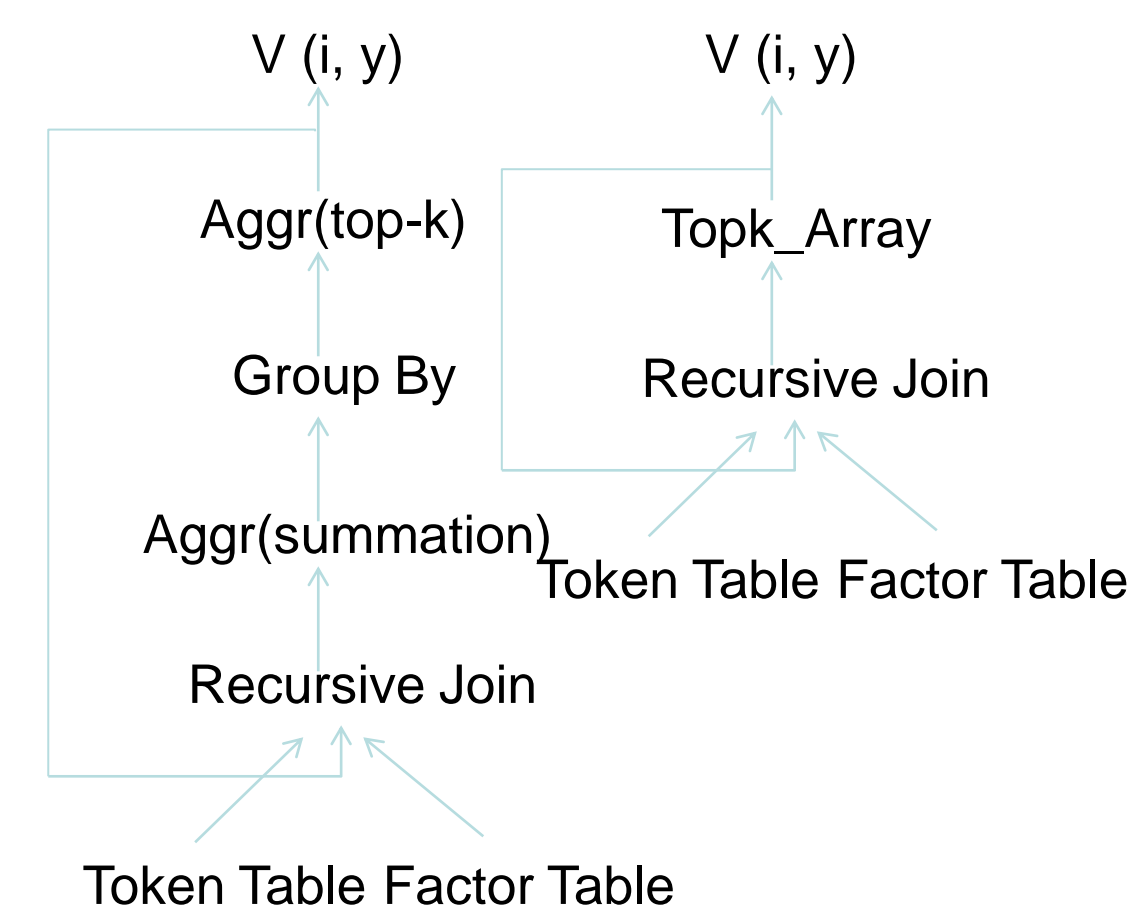 V (i, y)
Aggr(top-k)
Group By
Aggr(summation)
Recursive Join
Token Table Factor Table
V (i, y)
Topk_Array
Recursive Join
Token Table Factor Table